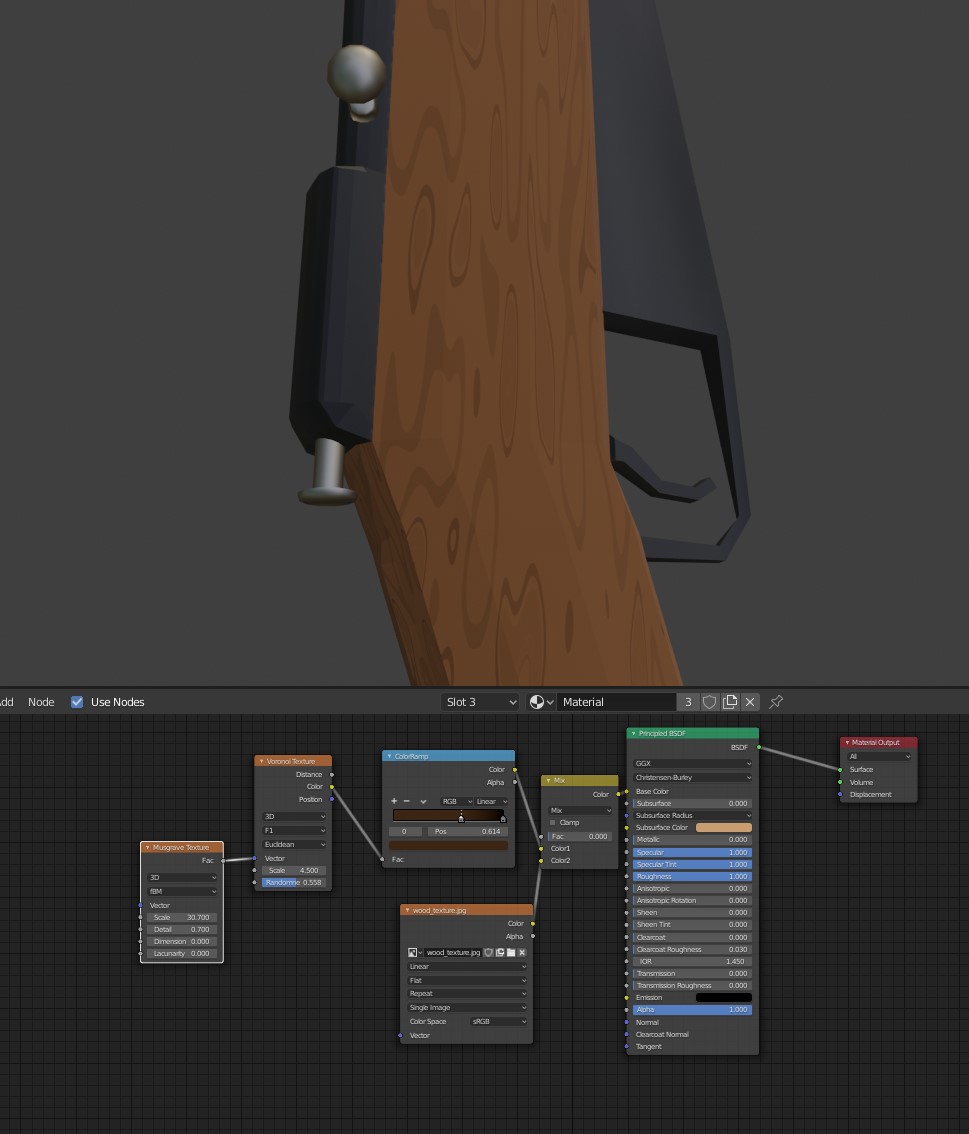 dd Node Use Nodes Slot 3 Material 3
Musgrave Texture
Fac
3D
fBM
Vector
Scale 30.700
Detail 0.700
Dimension 0.000
Lacunarity 0.000
Voronoi Texture
Distance
Color
Position
3D
F1
Euclidean
Vector
Scale 4.500
Randomne 0.558
ColorRamp
Color
Alpha
+ − RGB Linear
0 Pos 0.614
Fac
wood_texture.jpg
Color
Alpha
wood_texture.jpg
Linear
Flat
Repeat
Single Image
Color Space sRGB
Vector
Mix
Color
Mix
Clamp
Fac 0.000
Color1
Color2
Principled BSDF
BSDF
GGX
Christensen-Burley
Base Color
Subsurface 0.000
Subsurface Radius
Subsurface Color
Metallic 0.000
Specular 1.000
Specular Tint 1.000
Roughness 1.000
Anisotropic 0.000
Anisotropic Rotation 0.000
Sheen 0.000
Sheen Tint 0.000
Clearcoat 0.000
Clearcoat Roughness 0.030
IOR 1.450
Transmission 0.000
Transmission Roughness 0.000
Emission
Alpha 1.000
Normal
Clearcoat Normal
Tangent
Material Output
All
Surface
Volume
Displacement